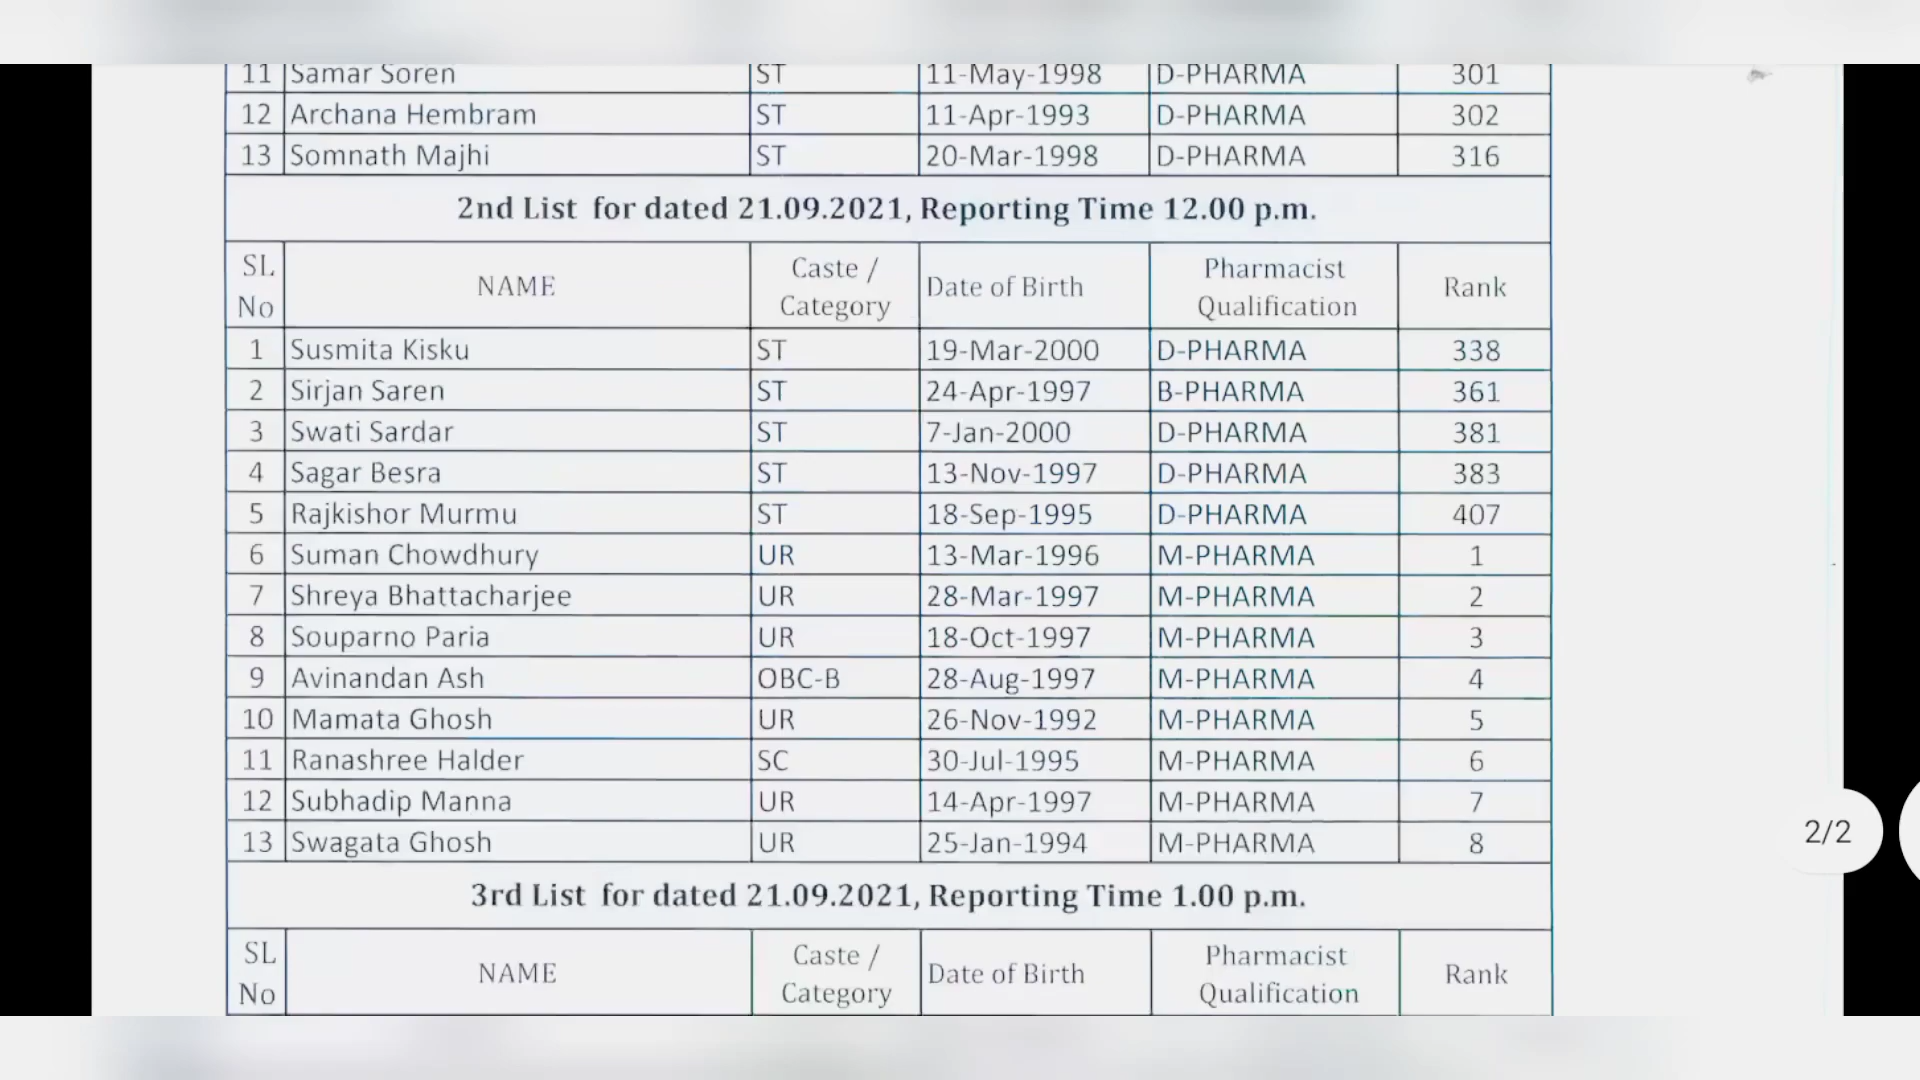 11 Samar Soren ST 11-May-1998 D-PHARMA 301
12 Archana Hembram ST 11-Apr-1993 D-PHARMA 302
13 Somnath Majhi ST 20-Mar-1998 D-PHARMA 316
2nd List for dated 21.09.2021, Reporting Time 12.00 p.m.
SL No NAME Caste / Category Date of Birth Pharmacist Qualification Rank
1 Susmita Kisku ST 19-Mar-2000 D-PHARMA 338
2 Sirjan Saren ST 24-Apr-1997 B-PHARMA 361
3 Swati Sardar ST 7-Jan-2000 D-PHARMA 381
4 Sagar Besra ST 13-Nov-1997 D-PHARMA 383
5 Rajkishor Murmu ST 18-Sep-1995 D-PHARMA 407
6 Suman Chowdhury UR 13-Mar-1996 M-PHARMA 1
7 Shreya Bhattacharjee UR 28-Mar-1997 M-PHARMA 2
8 Souparno Paria UR 18-Oct-1997 M-PHARMA 3
9 Avinandan Ash OBC-B 28-Aug-1997 M-PHARMA 4
10 Mamata Ghosh UR 26-Nov-1992 M-PHARMA 5
11 Ranashree Halder SC 30-Jul-1995 M-PHARMA 6
12 Subhadip Manna UR 14-Apr-1997 M-PHARMA 7
13 Swagata Ghosh UR 25-Jan-1994 M-PHARMA 8
2/2
3rd List for dated 21.09.2021, Reporting Time 1.00 p.m.
SL No NAME Caste / Category Date of Birth Pharmacist Qualification Rank